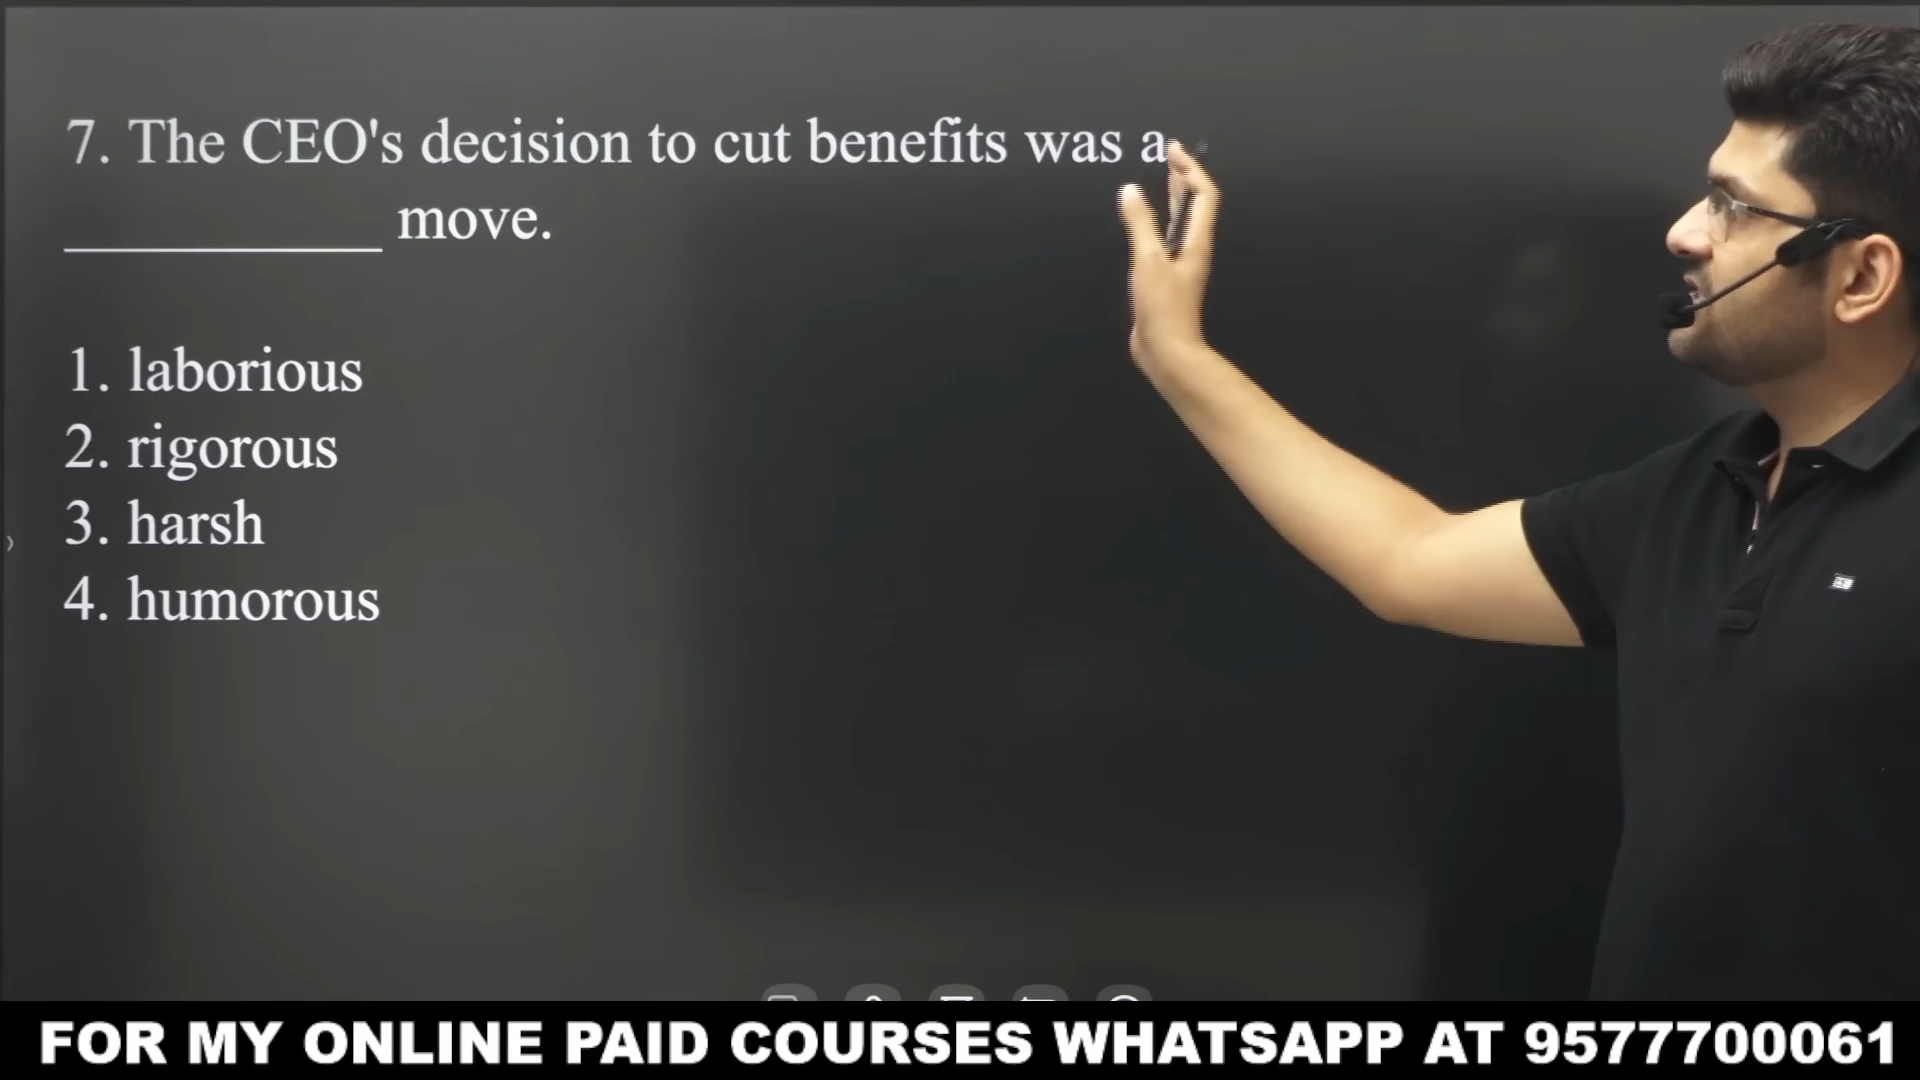 7. The CEO's decision to cut benefits was a
____________ move.
1. laborious
2. rigorous
3. harsh
4. humorous
FOR MY ONLINE PAID COURSES WHATSAPP AT 9577700061